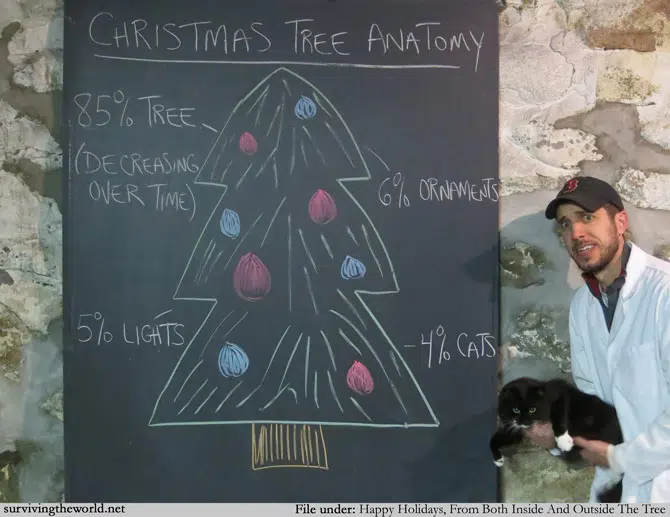 CHRISTMAS TREE ANATOMY
85% TREE
(DECREASING
OVER TIME)
6% ORNAMENTS
5% LIGHTS
4% CATS
B
survivingtheworld.net
File under: Happy Holidays, From Both Inside And Outside The Tree